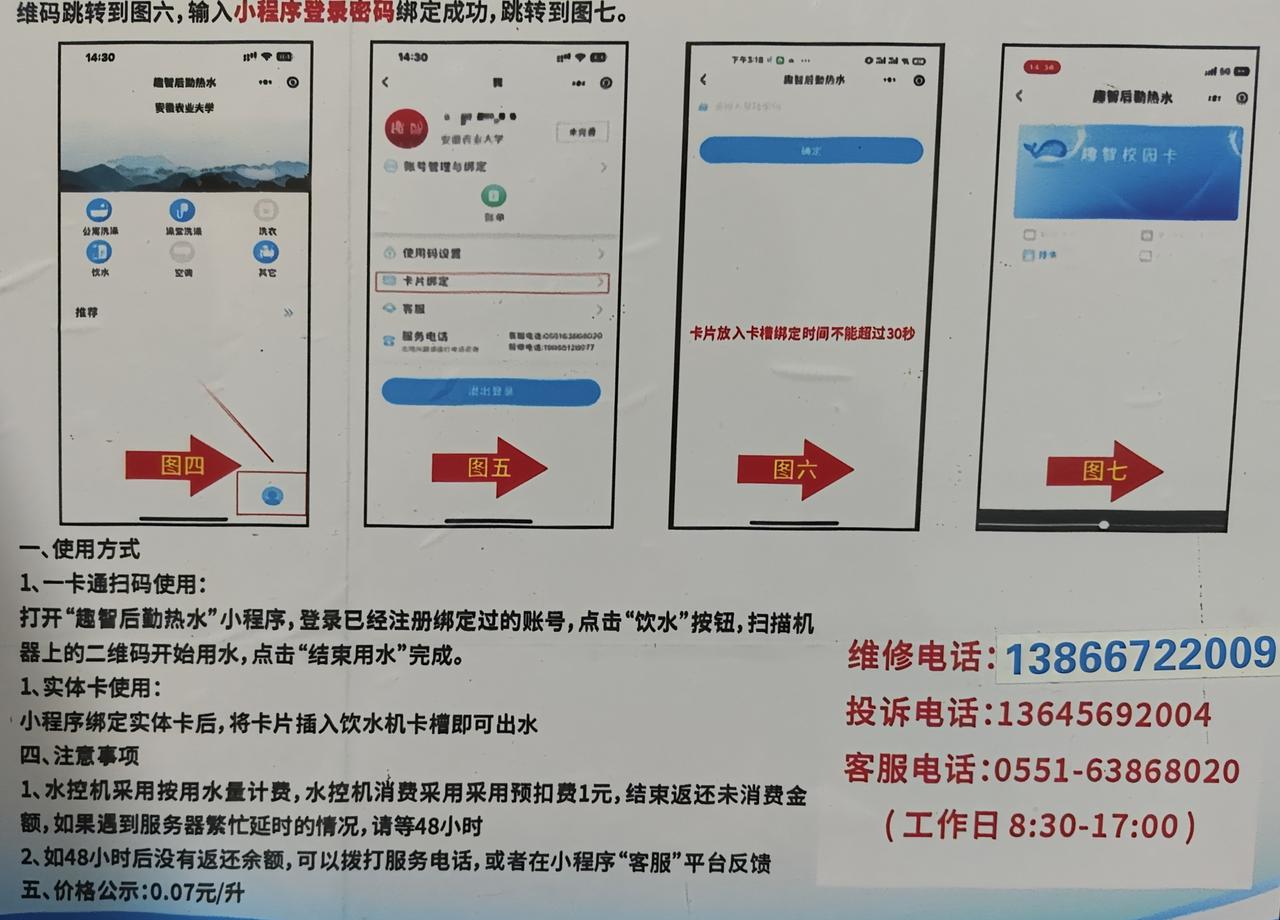 维码跳转到图六，输入小程序登录密码绑定成功，跳转到图七。
14:30
趣智后勤热水
安徽农业大学
公寓洗澡
澡堂洗澡
洗衣
饮水
空调
其它
推荐
图四
14:30
安徽农业大学
账号管理与绑定
账单
使用码设置
卡片绑定
客服
服务电话
退出登录
图五
下午3:18
趣智后勤热水
确定
卡片放入卡槽绑定时间不能超过30秒
图六
14:30
趣智后勤热水
趣智校园卡
图七
一、使用方式
1、一卡通扫码使用：
打开“趣智后勤热水”小程序，登录已经注册绑定过的账号，点击“饮水”按钮，扫描机
器上的二维码开始用水，点击“结束用水”完成。
1、实体卡使用：
小程序绑定实体卡后，将卡片插入饮水机卡槽即可出水
四、注意事项
1、水控机采用按用水量计费，水控机消费采用采用预扣费1元，结束返还未消费金
额，如果遇到服务器繁忙延时的情况，请等48小时
2、如48小时后没有返还余额，可以拨打服务电话，或者在小程序“客服”平台反馈
五、价格公示：0.07元/升
维修电话：13866722009
投诉电话：13645692004
客服电话：0551-63868020
（工作日 8:30-17:00）